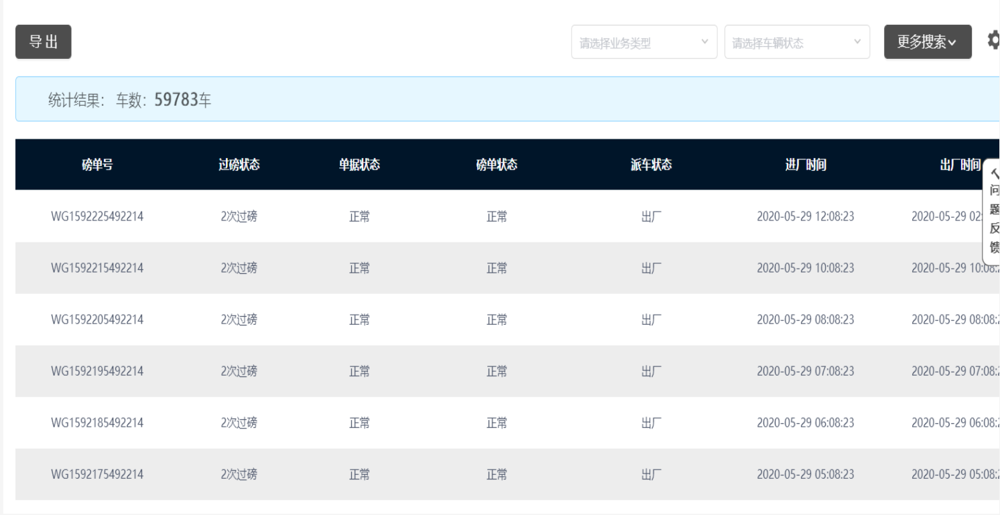 导出 请选择业务类型 请选择车辆状态 更多搜索
统计结果： 车数：59783车
磅单号 过磅状态 单据状态 磅单状态 派车状态 进厂时间 出厂时间
WG1592225492214 2次过磅 正常 正常 出厂 2020-05-29 12:08:23 2020-05-29 02:
WG1592215492214 2次过磅 正常 正常 出厂 2020-05-29 10:08:23 2020-05-29 10:08:
WG1592205492214 2次过磅 正常 正常 出厂 2020-05-29 08:08:23 2020-05-29 08:08:
WG1592195492214 2次过磅 正常 正常 出厂 2020-05-29 07:08:23 2020-05-29 07:08:
WG1592185492214 2次过磅 正常 正常 出厂 2020-05-29 06:08:23 2020-05-29 06:08:
WG1592175492214 2次过磅 正常 正常 出厂 2020-05-29 05:08:23 2020-05-29 05:08:
问
题
反
馈